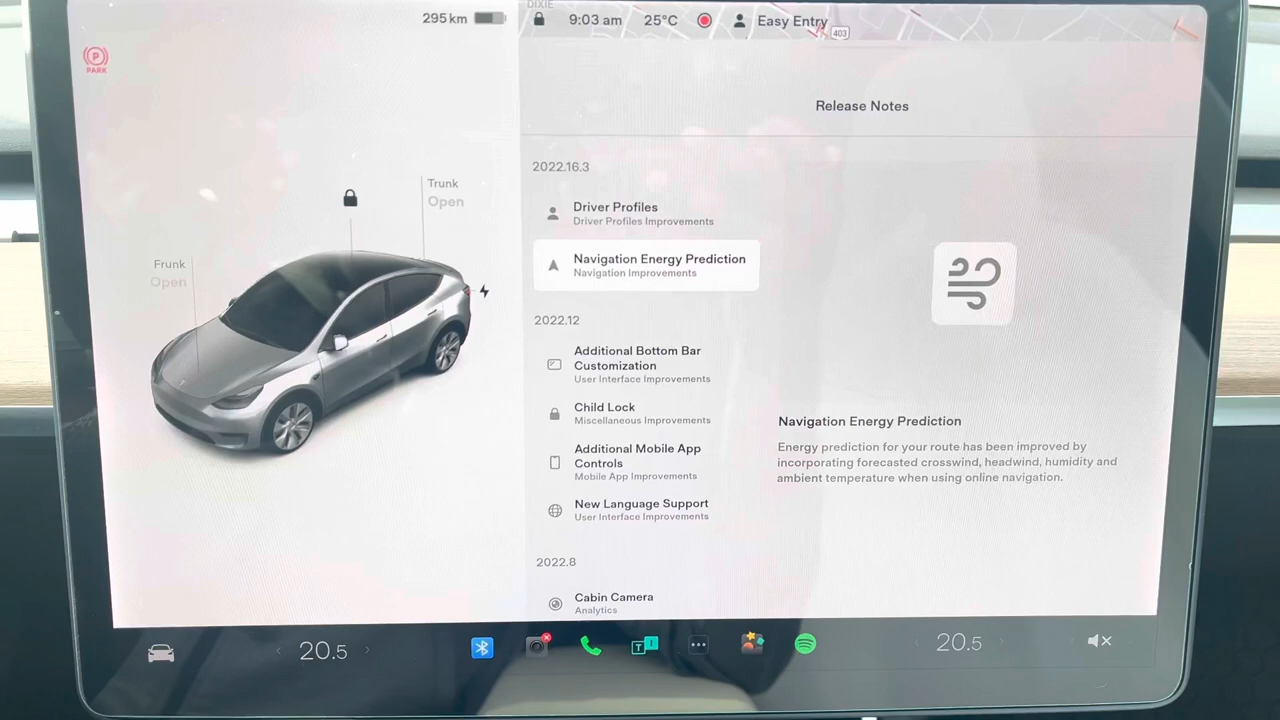 DIXIE
295 km
9:03 am
25°C
Easy Entry
403
P
PARK
Release Notes
Trunk
Open
Frunk
Open
2022.16.3
Driver Profiles
Driver Profiles Improvements
Navigation Energy Prediction
Navigation Improvements
2022.12
Additional Bottom Bar
Customization
User Interface Improvements
Child Lock
Miscellaneous Improvements
Additional Mobile App
Controls
Mobile App Improvements
New Language Support
User Interface Improvements
2022.8
Cabin Camera
Analytics
Navigation Energy Prediction
Energy prediction for your route has been improved by
incorporating forecasted crosswind, headwind, humidity and
ambient temperature when using online navigation.
20.5
T
20.5